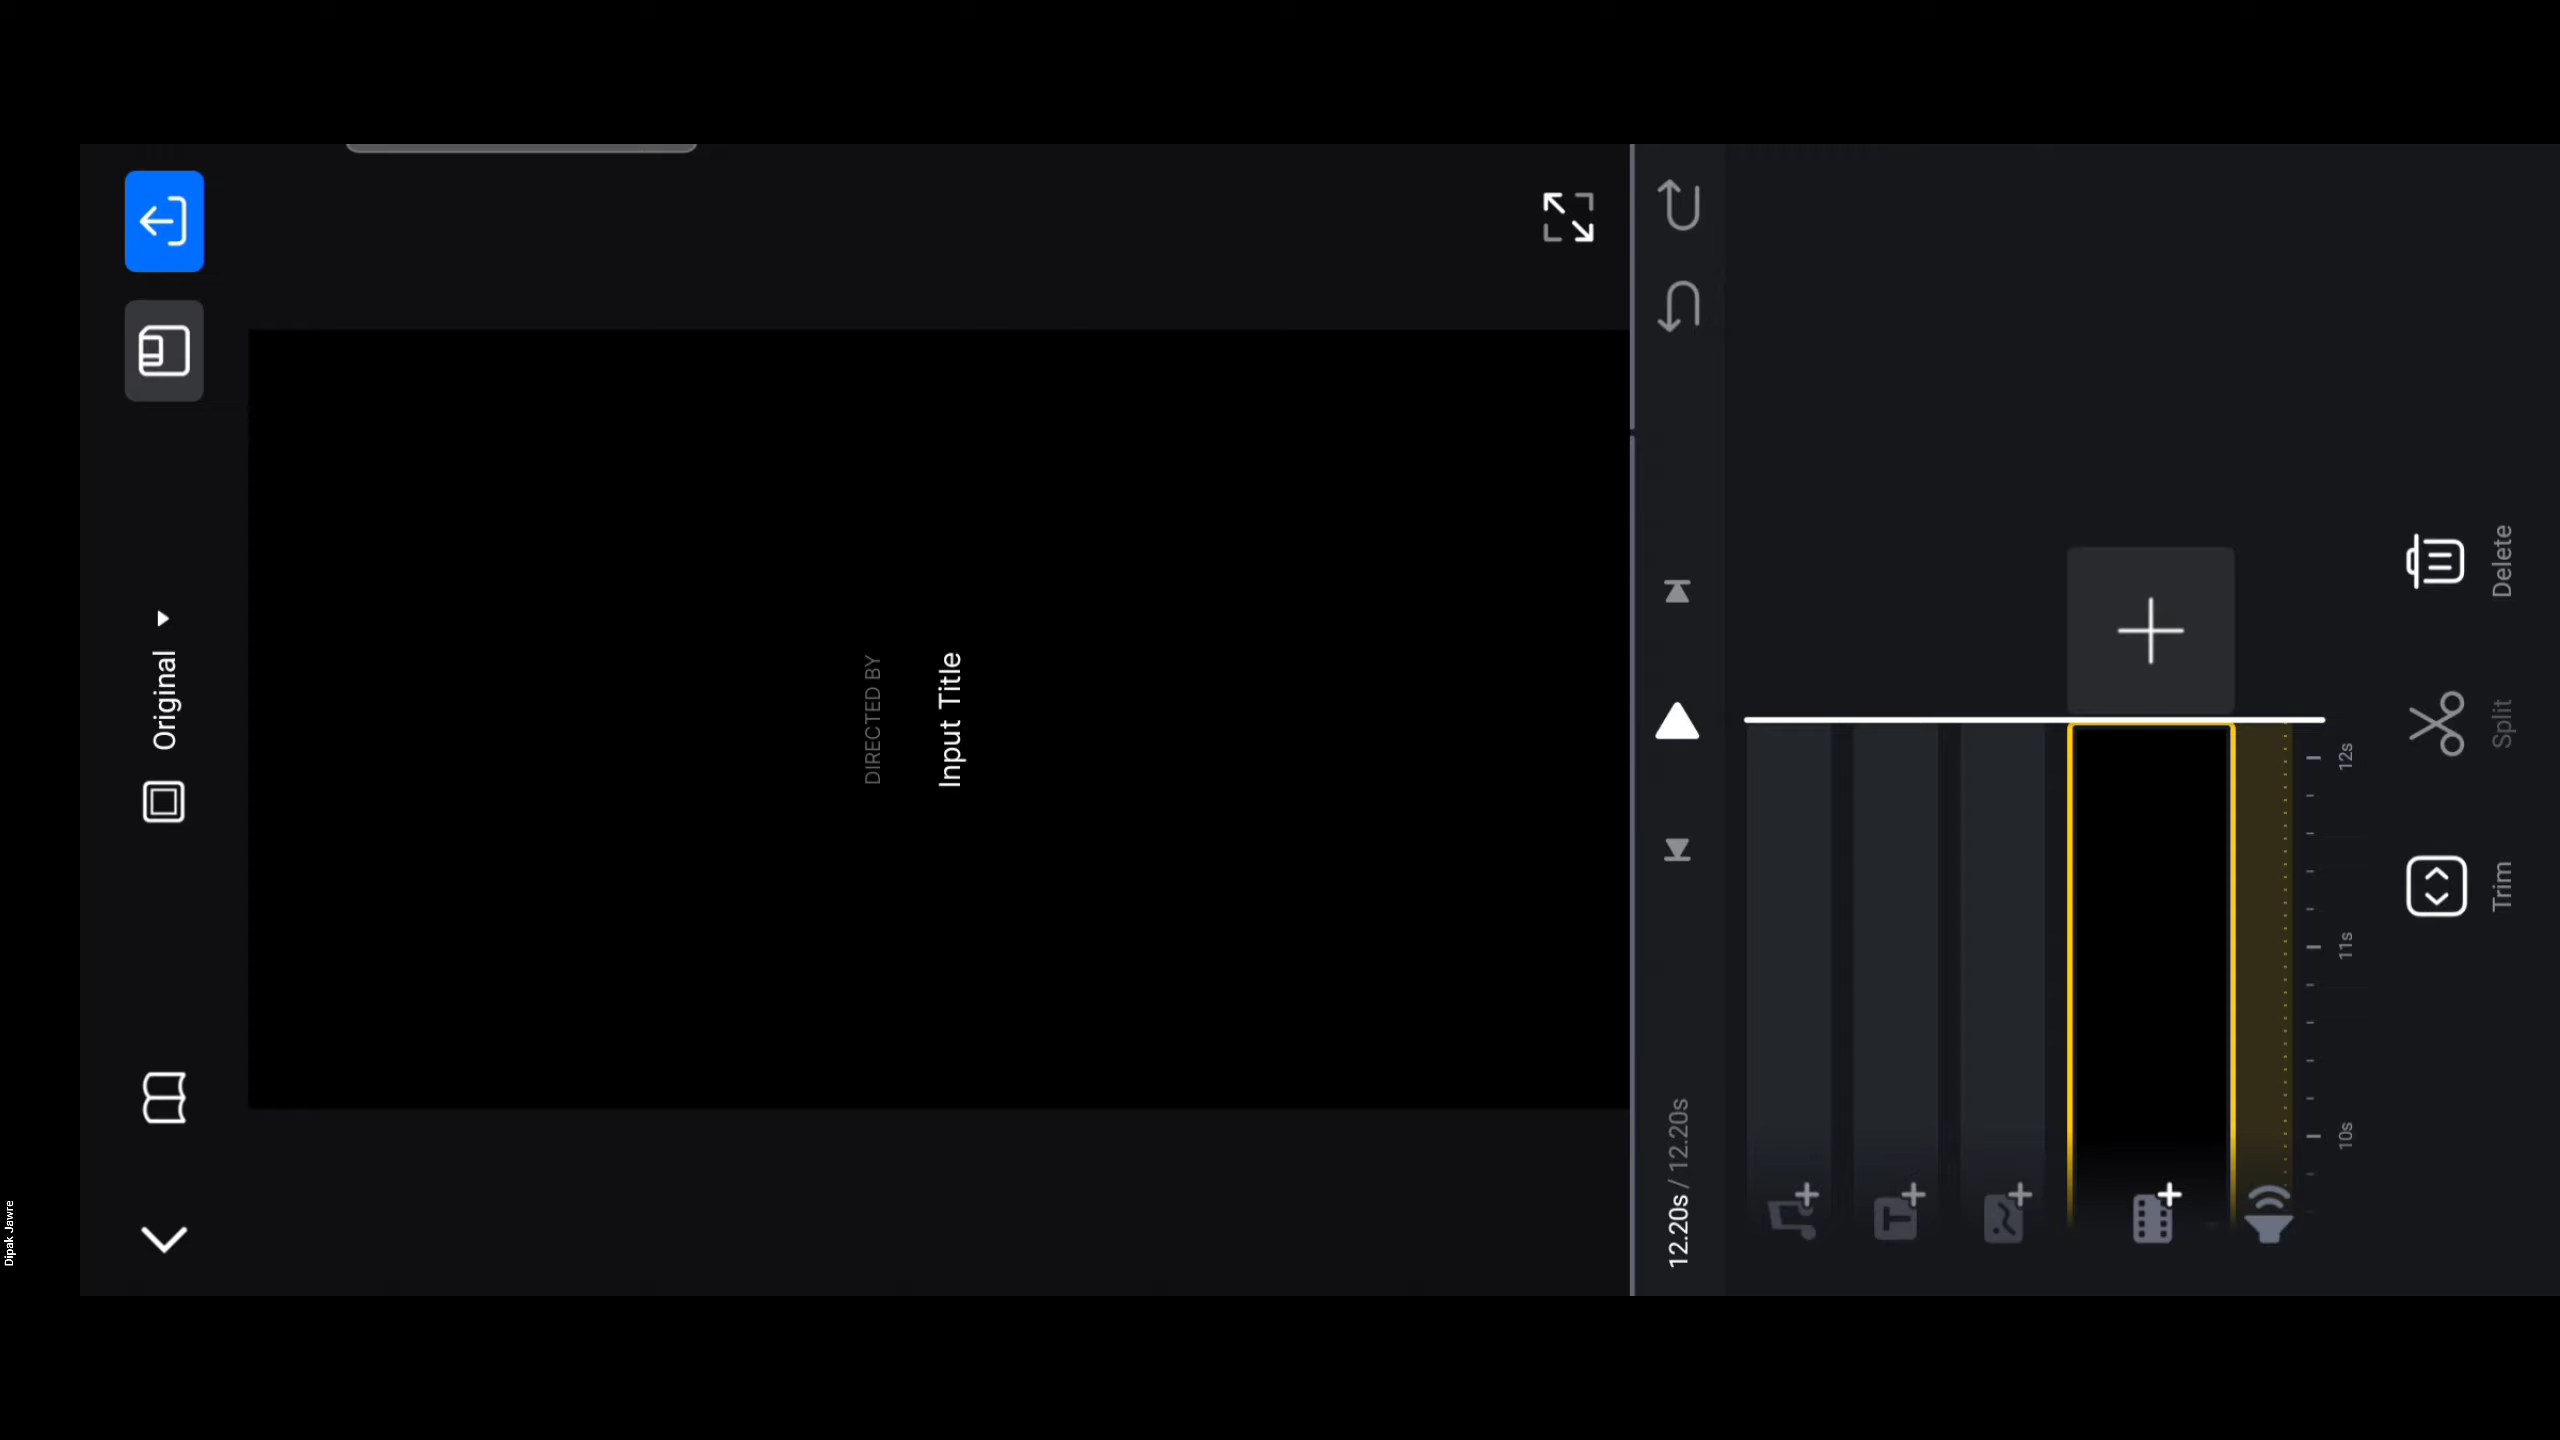 Original
DIRECTED BY
Input Title
12.20s / 12.20s
10s
11s
12s
Trim
Split
Delete
Dipak Jawre